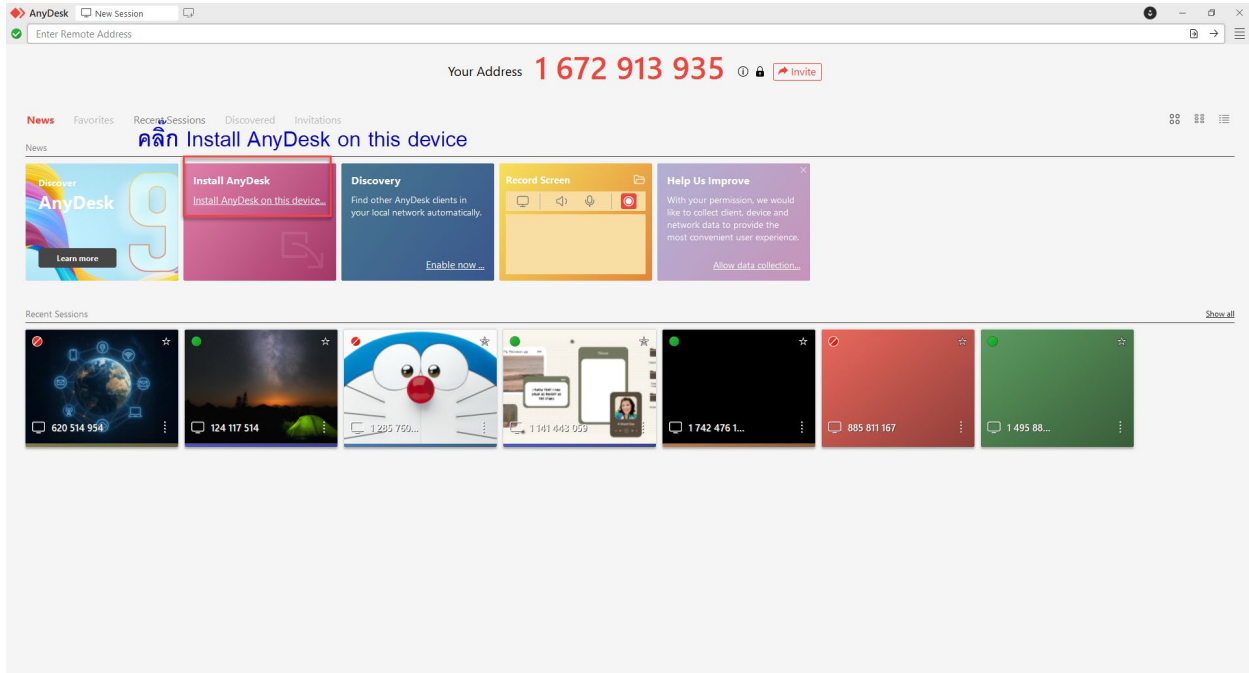 AnyDesk New Session
Enter Remote Address
Your Address 1 672 913 935 Invite
News Favorites Recent Sessions Discovered Invitations
คลิ๊ก Install AnyDesk on this device
News
Discover
AnyDesk
9
Learn more
Install AnyDesk
Install AnyDesk on this device...
Discovery
Find other AnyDesk clients in
your local network automatically.
Enable now ...
Record Screen
Help Us Improve
With your permission, we would
like to collect client, device and
network data to provide the
most convenient user experience.
Allow data collection...
Recent Sessions Show all
620 514 954
124 117 514
1 285 760...
1 141 443 059
1 742 476 1...
885 811 167
1 495 88...